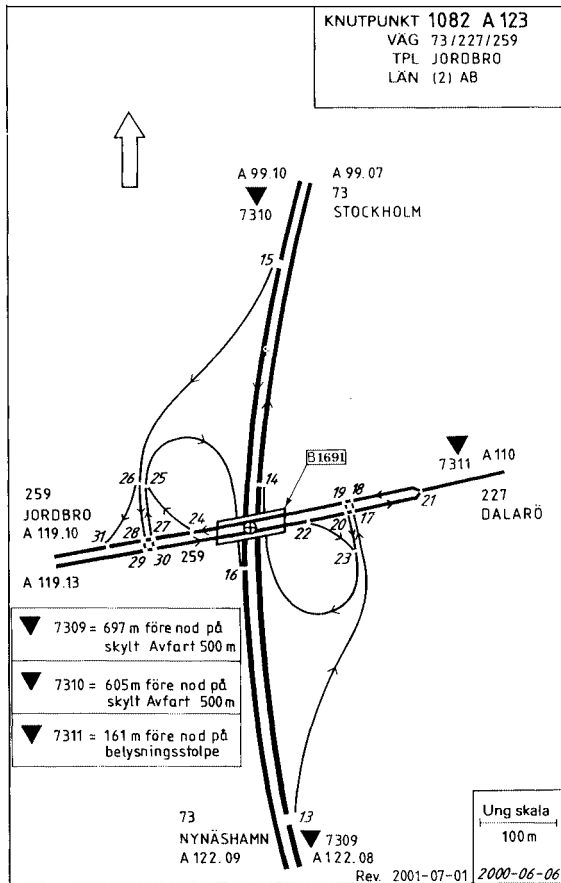 KNUTPUNKT 1082 A 123
VÄG 73/227/259
TPL JORDBRO
LÄN (2) AB
A 99.10
7310
A 99.07
73
STOCKHOLM
15
B1691
7311
A 110
227
DALARÖ
26 25
14
19 18
20 17
21
22
23
24
259
JORDBRO
A 119.10
31
28 27
29 30
259
16
A 119.13
7309 = 697 m före nod på
skylt Avfart 500 m
7310 = 605 m före nod på
skylt Avfart 500 m
7311 = 161 m före nod på
belysningsstolpe
13
73
NYNÄSHAMN
A 122.09
7309
A 122.08
Ung skala
100 m
Rev. 2001-07-01
2000-06-06